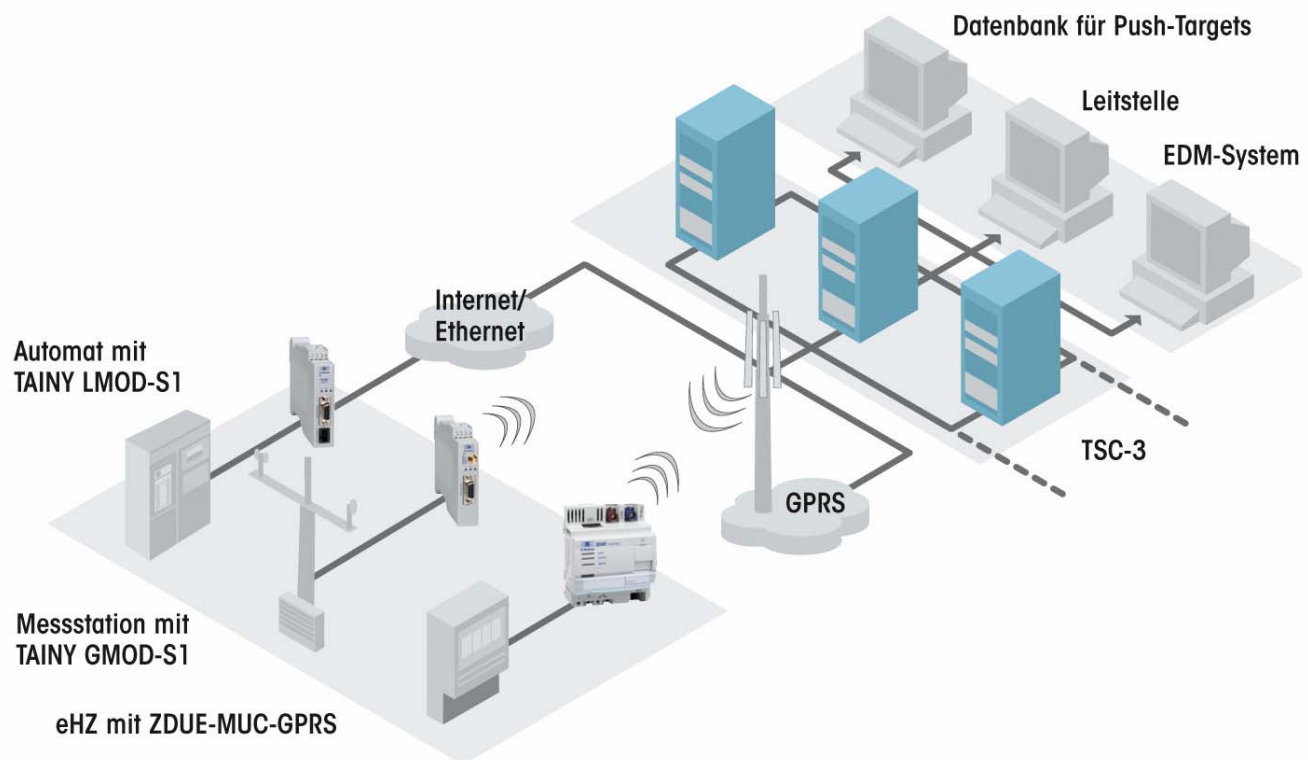 Datenbank für Push-Targets
Leitstelle
EDM-System
Internet/
Ethernet
Automat mit
TAINY LMOD-S1
TSC-3
GPRS
Messstation mit
TAINY GMOD-S1
eHZ mit ZDUE-MUC-GPRS